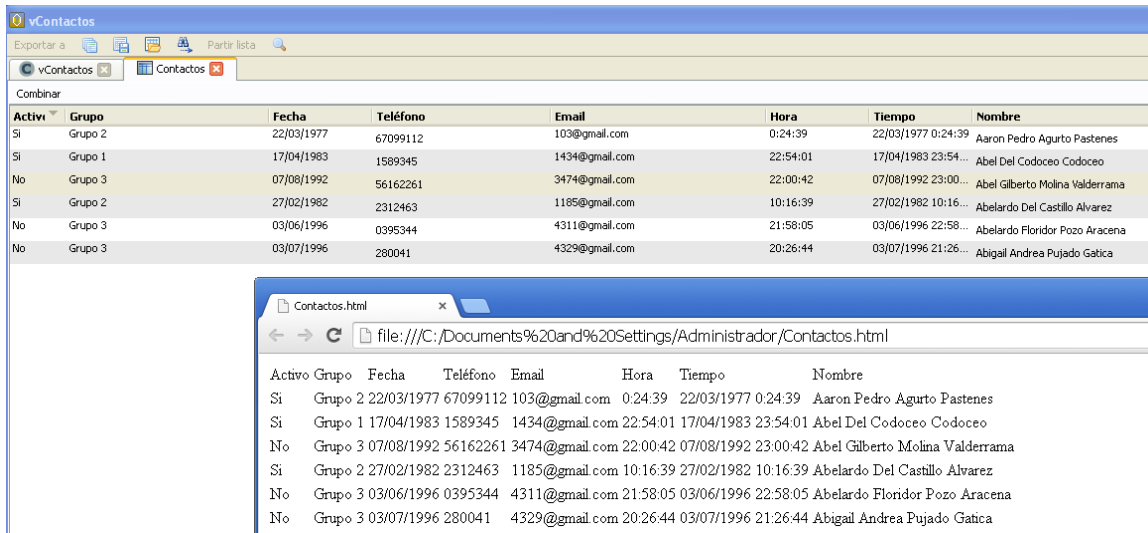 vContactos
Exportar a Partir lista
vContactos Contactos
Combinar
Activo Grupo Fecha Teléfono Email Hora Tiempo Nombre
Si Grupo 2 22/03/1977 67099112 103@gmail.com 0:24:39 22/03/1977 0:24:39 Aaron Pedro Agurto Pastenes
Si Grupo 1 17/04/1983 1589345 1434@gmail.com 22:54:01 17/04/1983 23:54... Abel Del Codoceo Codoceo
No Grupo 3 07/08/1992 56162261 3474@gmail.com 22:00:42 07/08/1992 23:00... Abel Gilberto Molina Valderrama
Si Grupo 2 27/02/1982 2312463 1185@gmail.com 10:16:39 27/02/1982 10:16... Abelardo Del Castillo Alvarez
No Grupo 3 03/06/1996 0395344 4311@gmail.com 21:58:05 03/06/1996 22:58... Abelardo Floridor Pozo Aracena
No Grupo 3 03/07/1996 280041 4329@gmail.com 20:26:44 03/07/1996 21:26... Abigail Andrea Pujado Gatica
Contactos.html
file:///C:/Documents%20and%20Settings/Administrador/Contactos.html
Activo Grupo Fecha Teléfono Email Hora Tiempo Nombre
Si Grupo 2 22/03/1977 67099112 103@gmail.com 0:24:39 22/03/1977 0:24:39 Aaron Pedro Agurto Pastenes
Si Grupo 1 17/04/1983 1589345 1434@gmail.com 22:54:01 17/04/1983 23:54:01 Abel Del Codoceo Codoceo
No Grupo 3 07/08/1992 56162261 3474@gmail.com 22:00:42 07/08/1992 23:00:42 Abel Gilberto Molina Valderrama
Si Grupo 2 27/02/1982 2312463 1185@gmail.com 10:16:39 27/02/1982 10:16:39 Abelardo Del Castillo Alvarez
No Grupo 3 03/06/1996 0395344 4311@gmail.com 21:58:05 03/06/1996 22:58:05 Abelardo Floridor Pozo Aracena
No Grupo 3 03/07/1996 280041 4329@gmail.com 20:26:44 03/07/1996 21:26:44 Abigail Andrea Pujado Gatica